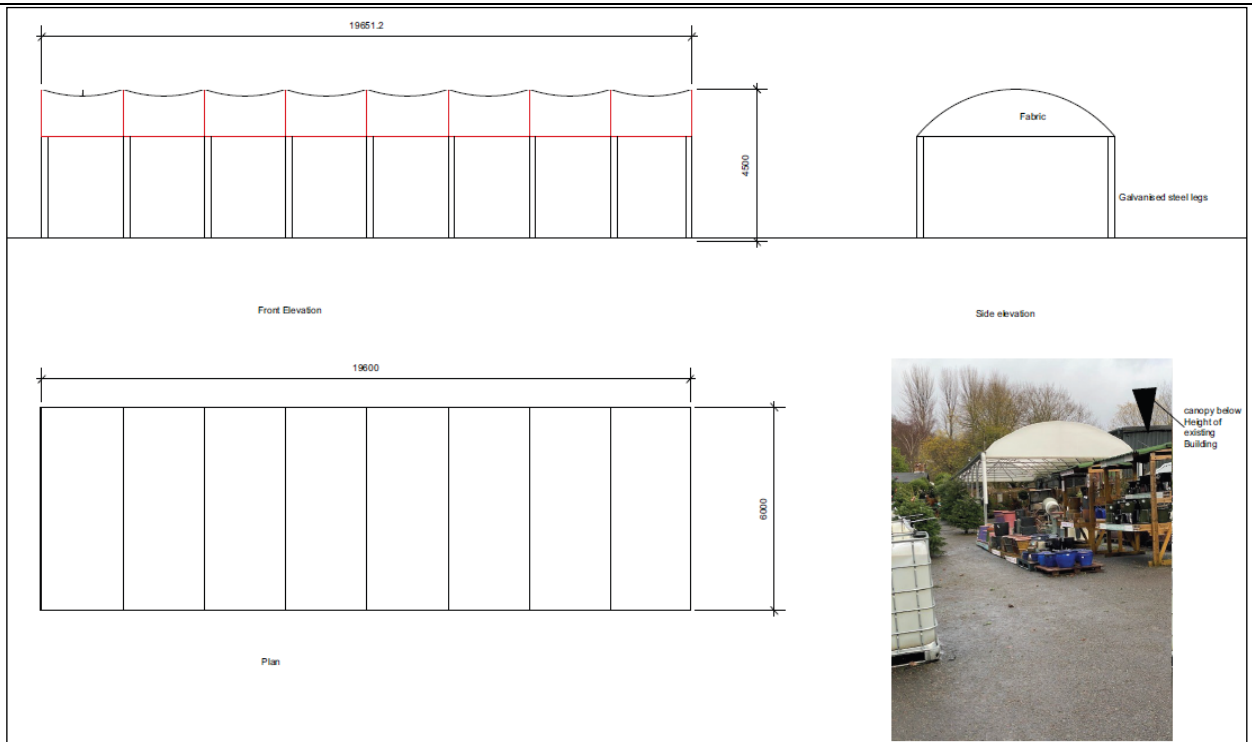 19651.2
4500
Fabric
Galvanised steel legs
Front Elevation
Side elevation
19600
6000
canopy below
Height of
existing
Building
Plan